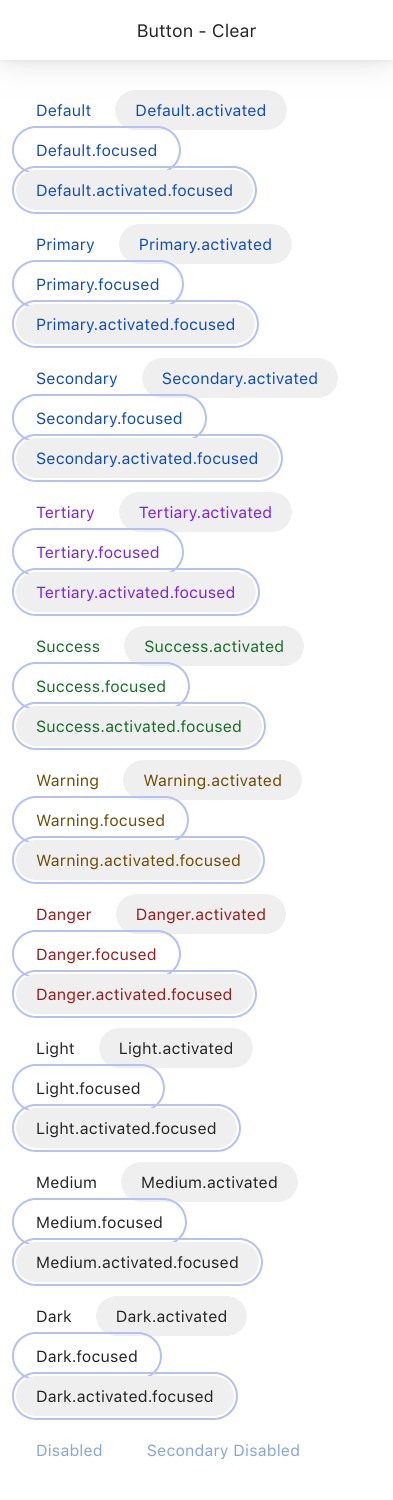 Button - Clear
Default Default.activated
Default.focused
Default.activated.focused
Primary Primary.activated
Primary.focused
Primary.activated.focused
Secondary Secondary.activated
Secondary.focused
Secondary.activated.focused
Tertiary Tertiary.activated
Tertiary.focused
Tertiary.activated.focused
Success Success.activated
Success.focused
Success.activated.focused
Warning Warning.activated
Warning.focused
Warning.activated.focused
Danger Danger.activated
Danger.focused
Danger.activated.focused
Light Light.activated
Light.focused
Light.activated.focused
Medium Medium.activated
Medium.focused
Medium.activated.focused
Dark Dark.activated
Dark.focused
Dark.activated.focused
Disabled Secondary Disabled